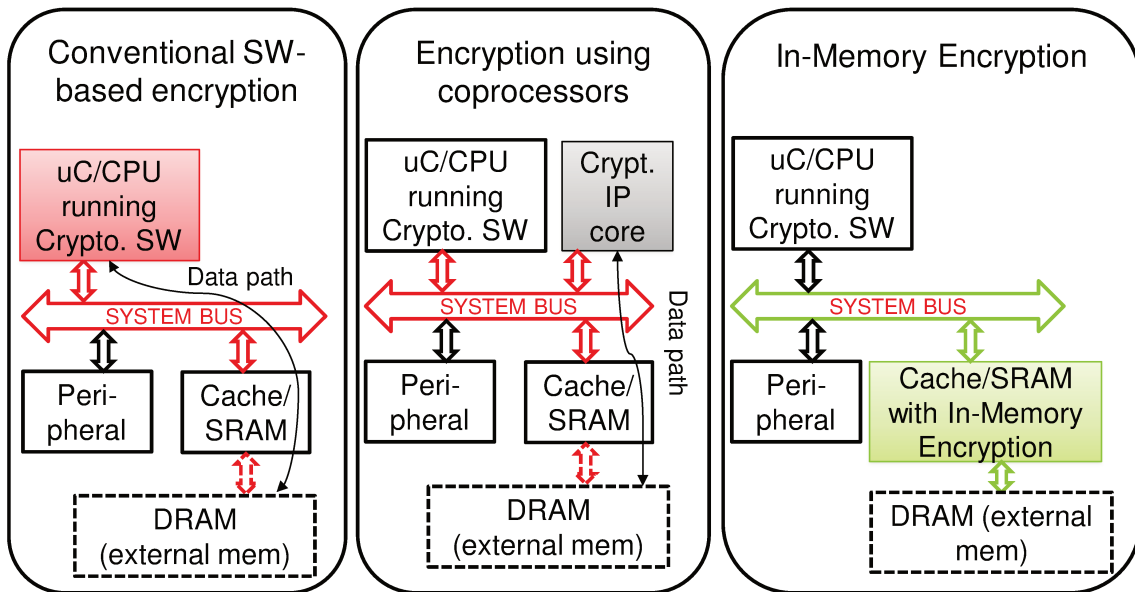 Conventional SW-
based encryption
uC/CPU
running
Crypto. SW
Data path
SYSTEM BUS
Peri-
pheral
Cache/
SRAM
DRAM
(external mem)
Encryption using
coprocessors
uC/CPU
running
Crypto. SW
Crypt.
IP
core
SYSTEM BUS
Data path
Peri-
pheral
Cache/
SRAM
DRAM
(external mem)
In-Memory Encryption
uC/CPU
running
Crypto. SW
SYSTEM BUS
Peri-
pheral
Cache/SRAM
with In-Memory
Encryption
DRAM (external
mem)